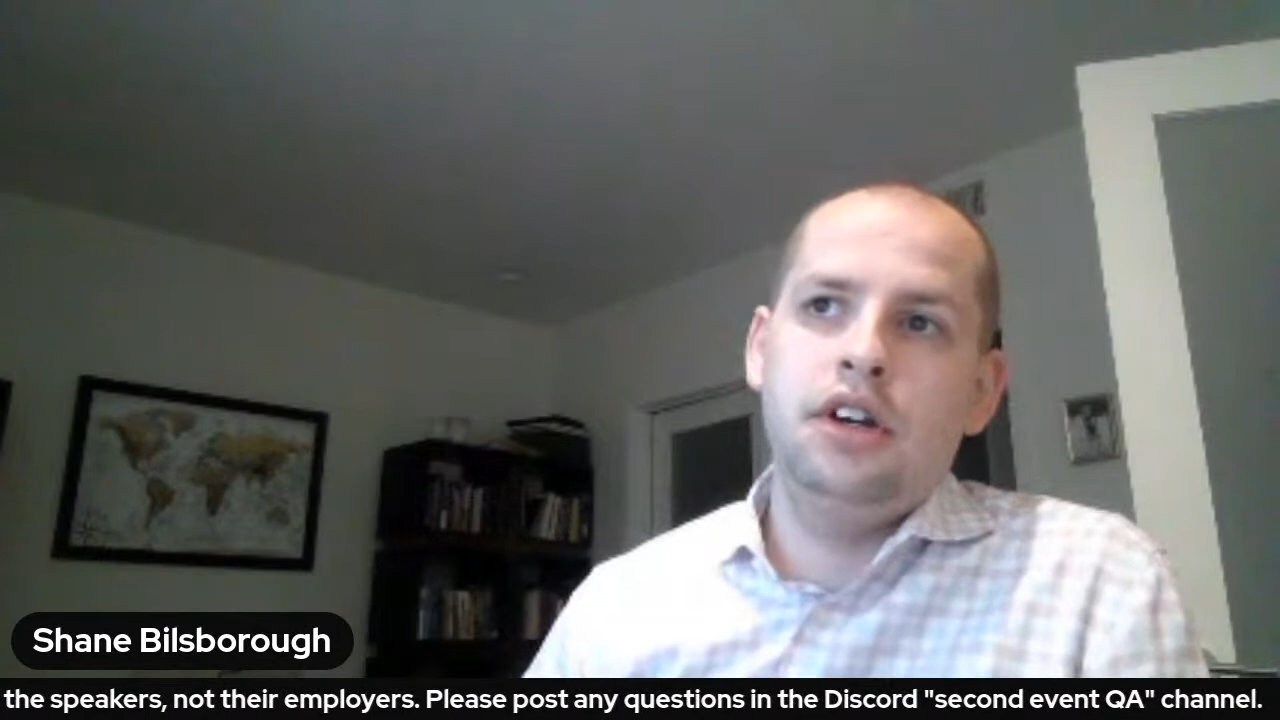 Shane Bilsborough
the speakers, not their employers. Please post any questions in the Discord "second event QA" channel.